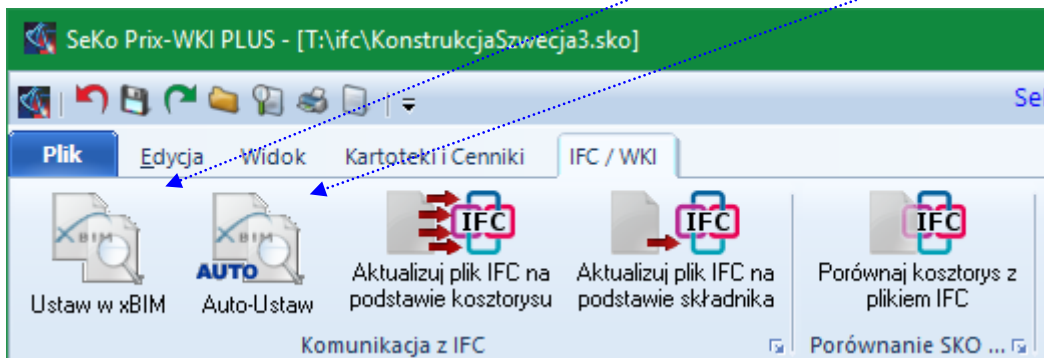 SeKo Prix-WKI PLUS - [T:\ifc\KonstrukcjaSzwecja3.sko]
Se
Plik Edycja Widok Kartoteki i Cenniki IFC / WKI
XBIM XBIM AUTO IFC IFC IFC
Ustaw w xBIM Auto-Ustaw Aktualizuj plik IFC na Aktualizuj plik IFC na Porównaj kosztorys z
podstawie kosztorysu podstawie składnika plikiem IFC
Komunikacja z IFC Porównanie SKO ...